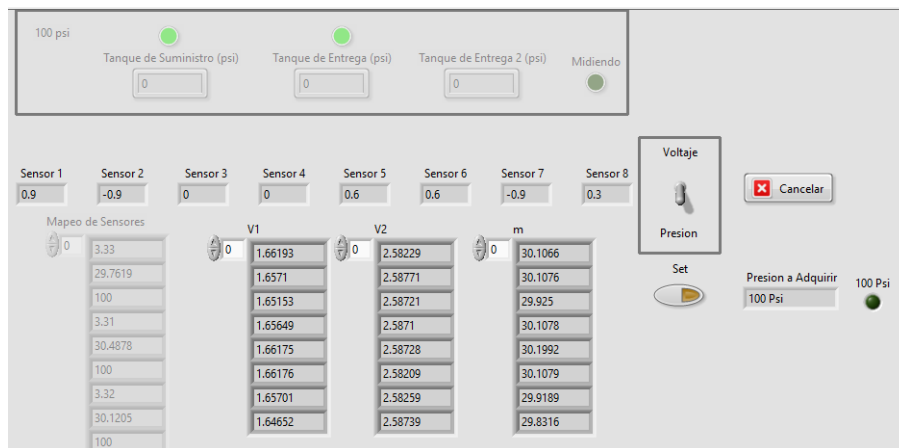 100 psi
Tanque de Suministro (psi) Tanque de Entrega (psi) Tanque de Entrega 2 (psi) Midiendo
0 0 0
Voltaje
Sensor 1 Sensor 2 Sensor 3 Sensor 4 Sensor 5 Sensor 6 Sensor 7 Sensor 8
0.9 -0.9 0 0 0.6 0.6 -0.9 0.3
Cancelar
Presion
Mapeo de Sensores V1 V2 m
0 3.33 0 1.66193 0 2.58229 0 30.1066
29.7619 1.6571 2.58771 30.1076
100 1.65153 2.58721 29.925
3.31 1.65649 2.5871 30.1078
30.4878 1.66175 2.58728 30.1992
100 1.66176 2.58209 30.1079
3.32 1.65701 2.58259 29.9189
30.1205 1.64652 2.58739 29.8316
100
Set
Presion a Adquirir 100 Psi
100 Psi